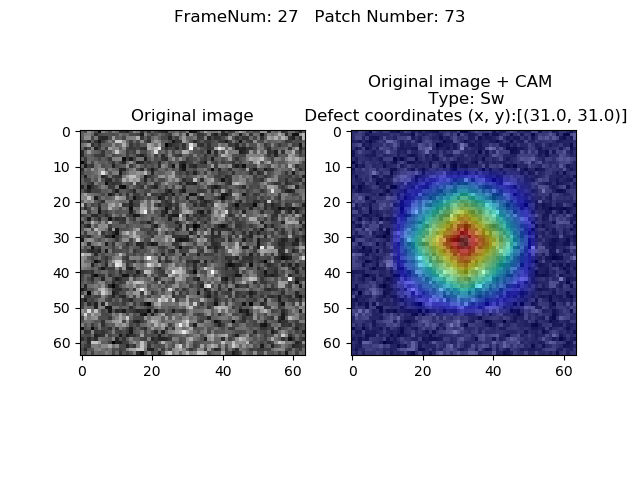 FrameNum: 27   Patch Number: 73
Original image
0
10
20
30
40
50
60
0 20 40 60
Original image + CAM
Type: Sw
Defect coordinates (x, y):[(31.0, 31.0)]
0
10
20
30
40
50
60
0 20 40 60